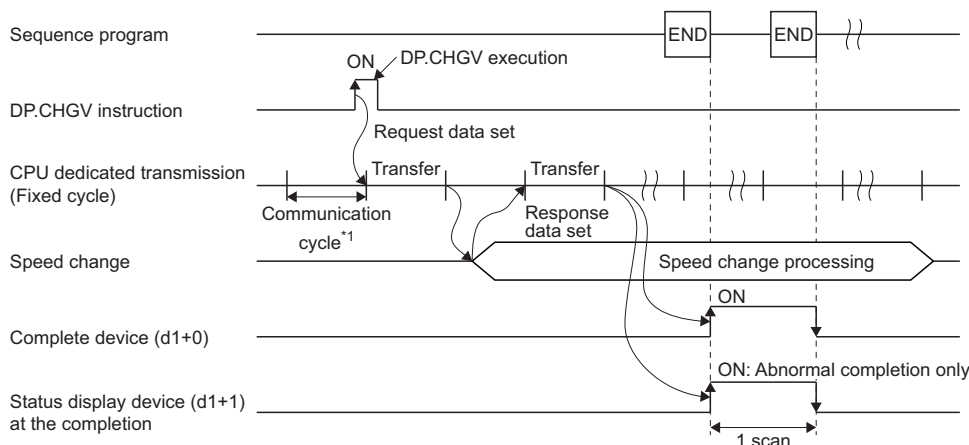 Sequence program
END
END
ON
DP.CHGV execution
DP.CHGV instruction
Request data set
CPU dedicated transmission
(Fixed cycle)
Transfer
Transfer
Communication
cycle*1
Response
data set
Speed change
Speed change processing
ON
Complete device (d1+0)
ON: Abnormal completion only
Status display device (d1+1)
at the completion
1 scan